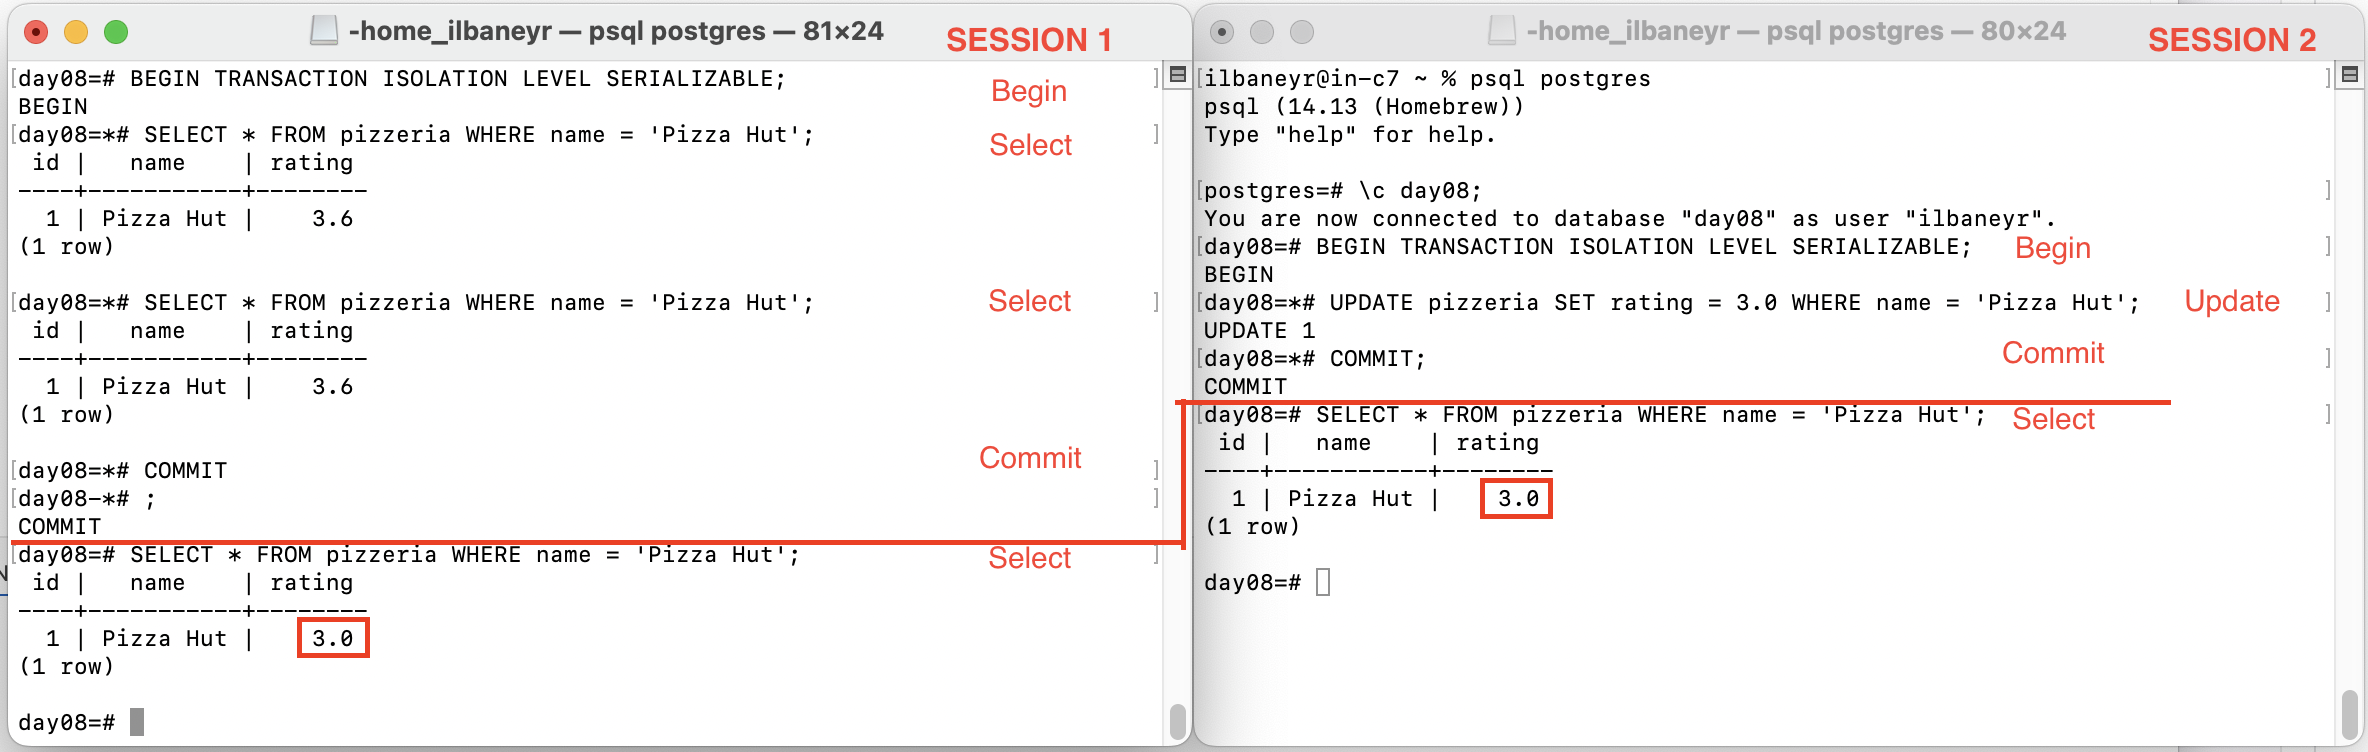 -home_ilbaneyr — psql postgres — 81×24
SESSION 1
[day08=# BEGIN TRANSACTION ISOLATION LEVEL SERIALIZABLE; ]
Begin
BEGIN
[day08=*# SELECT * FROM pizzeria WHERE name = 'Pizza Hut'; ]
Select
 id |   name    | rating
----+-----------+--------
  1 | Pizza Hut |    3.6
(1 row)
[day08=*# SELECT * FROM pizzeria WHERE name = 'Pizza Hut'; ]
Select
 id |   name    | rating
----+-----------+--------
  1 | Pizza Hut |    3.6
(1 row)
Commit
[day08=*# COMMIT ]
[day08-*# ; ]
COMMIT
[day08=# SELECT * FROM pizzeria WHERE name = 'Pizza Hut'; ]
Select
 id |   name    | rating
----+-----------+--------
  1 | Pizza Hut |    3.0
(1 row)
day08=#
-home_ilbaneyr — psql postgres — 80×24
SESSION 2
[ilbaneyr@in-c7 ~ % psql postgres ]
psql (14.13 (Homebrew))
Type "help" for help.
[postgres=# \c day08; ]
You are now connected to database "day08" as user "ilbaneyr".
[day08=# BEGIN TRANSACTION ISOLATION LEVEL SERIALIZABLE; ]
Begin
BEGIN
[day08=*# UPDATE pizzeria SET rating = 3.0 WHERE name = 'Pizza Hut'; ]
Update
UPDATE 1
[day08=*# COMMIT; ]
Commit
COMMIT
[day08=# SELECT * FROM pizzeria WHERE name = 'Pizza Hut'; ]
Select
 id |   name    | rating
----+-----------+--------
  1 | Pizza Hut |    3.0
(1 row)
day08=#